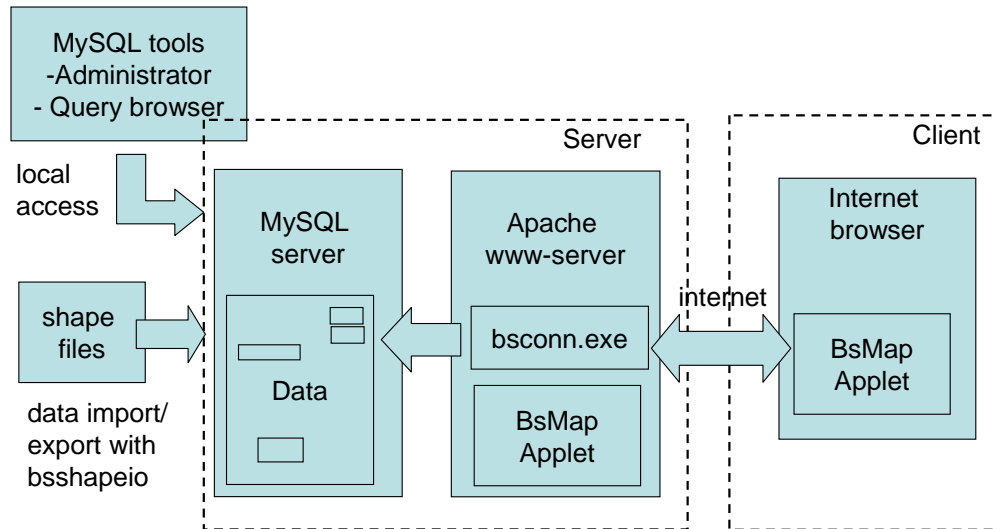 MySQL tools
-Administrator
- Query browser
local
access
shape
files
data import/
export with
bsshapeio
Server
MySQL
server
Data
Apache
www-server
bsconn.exe
BsMap
Applet
internet
Client
Internet
browser
BsMap
Applet